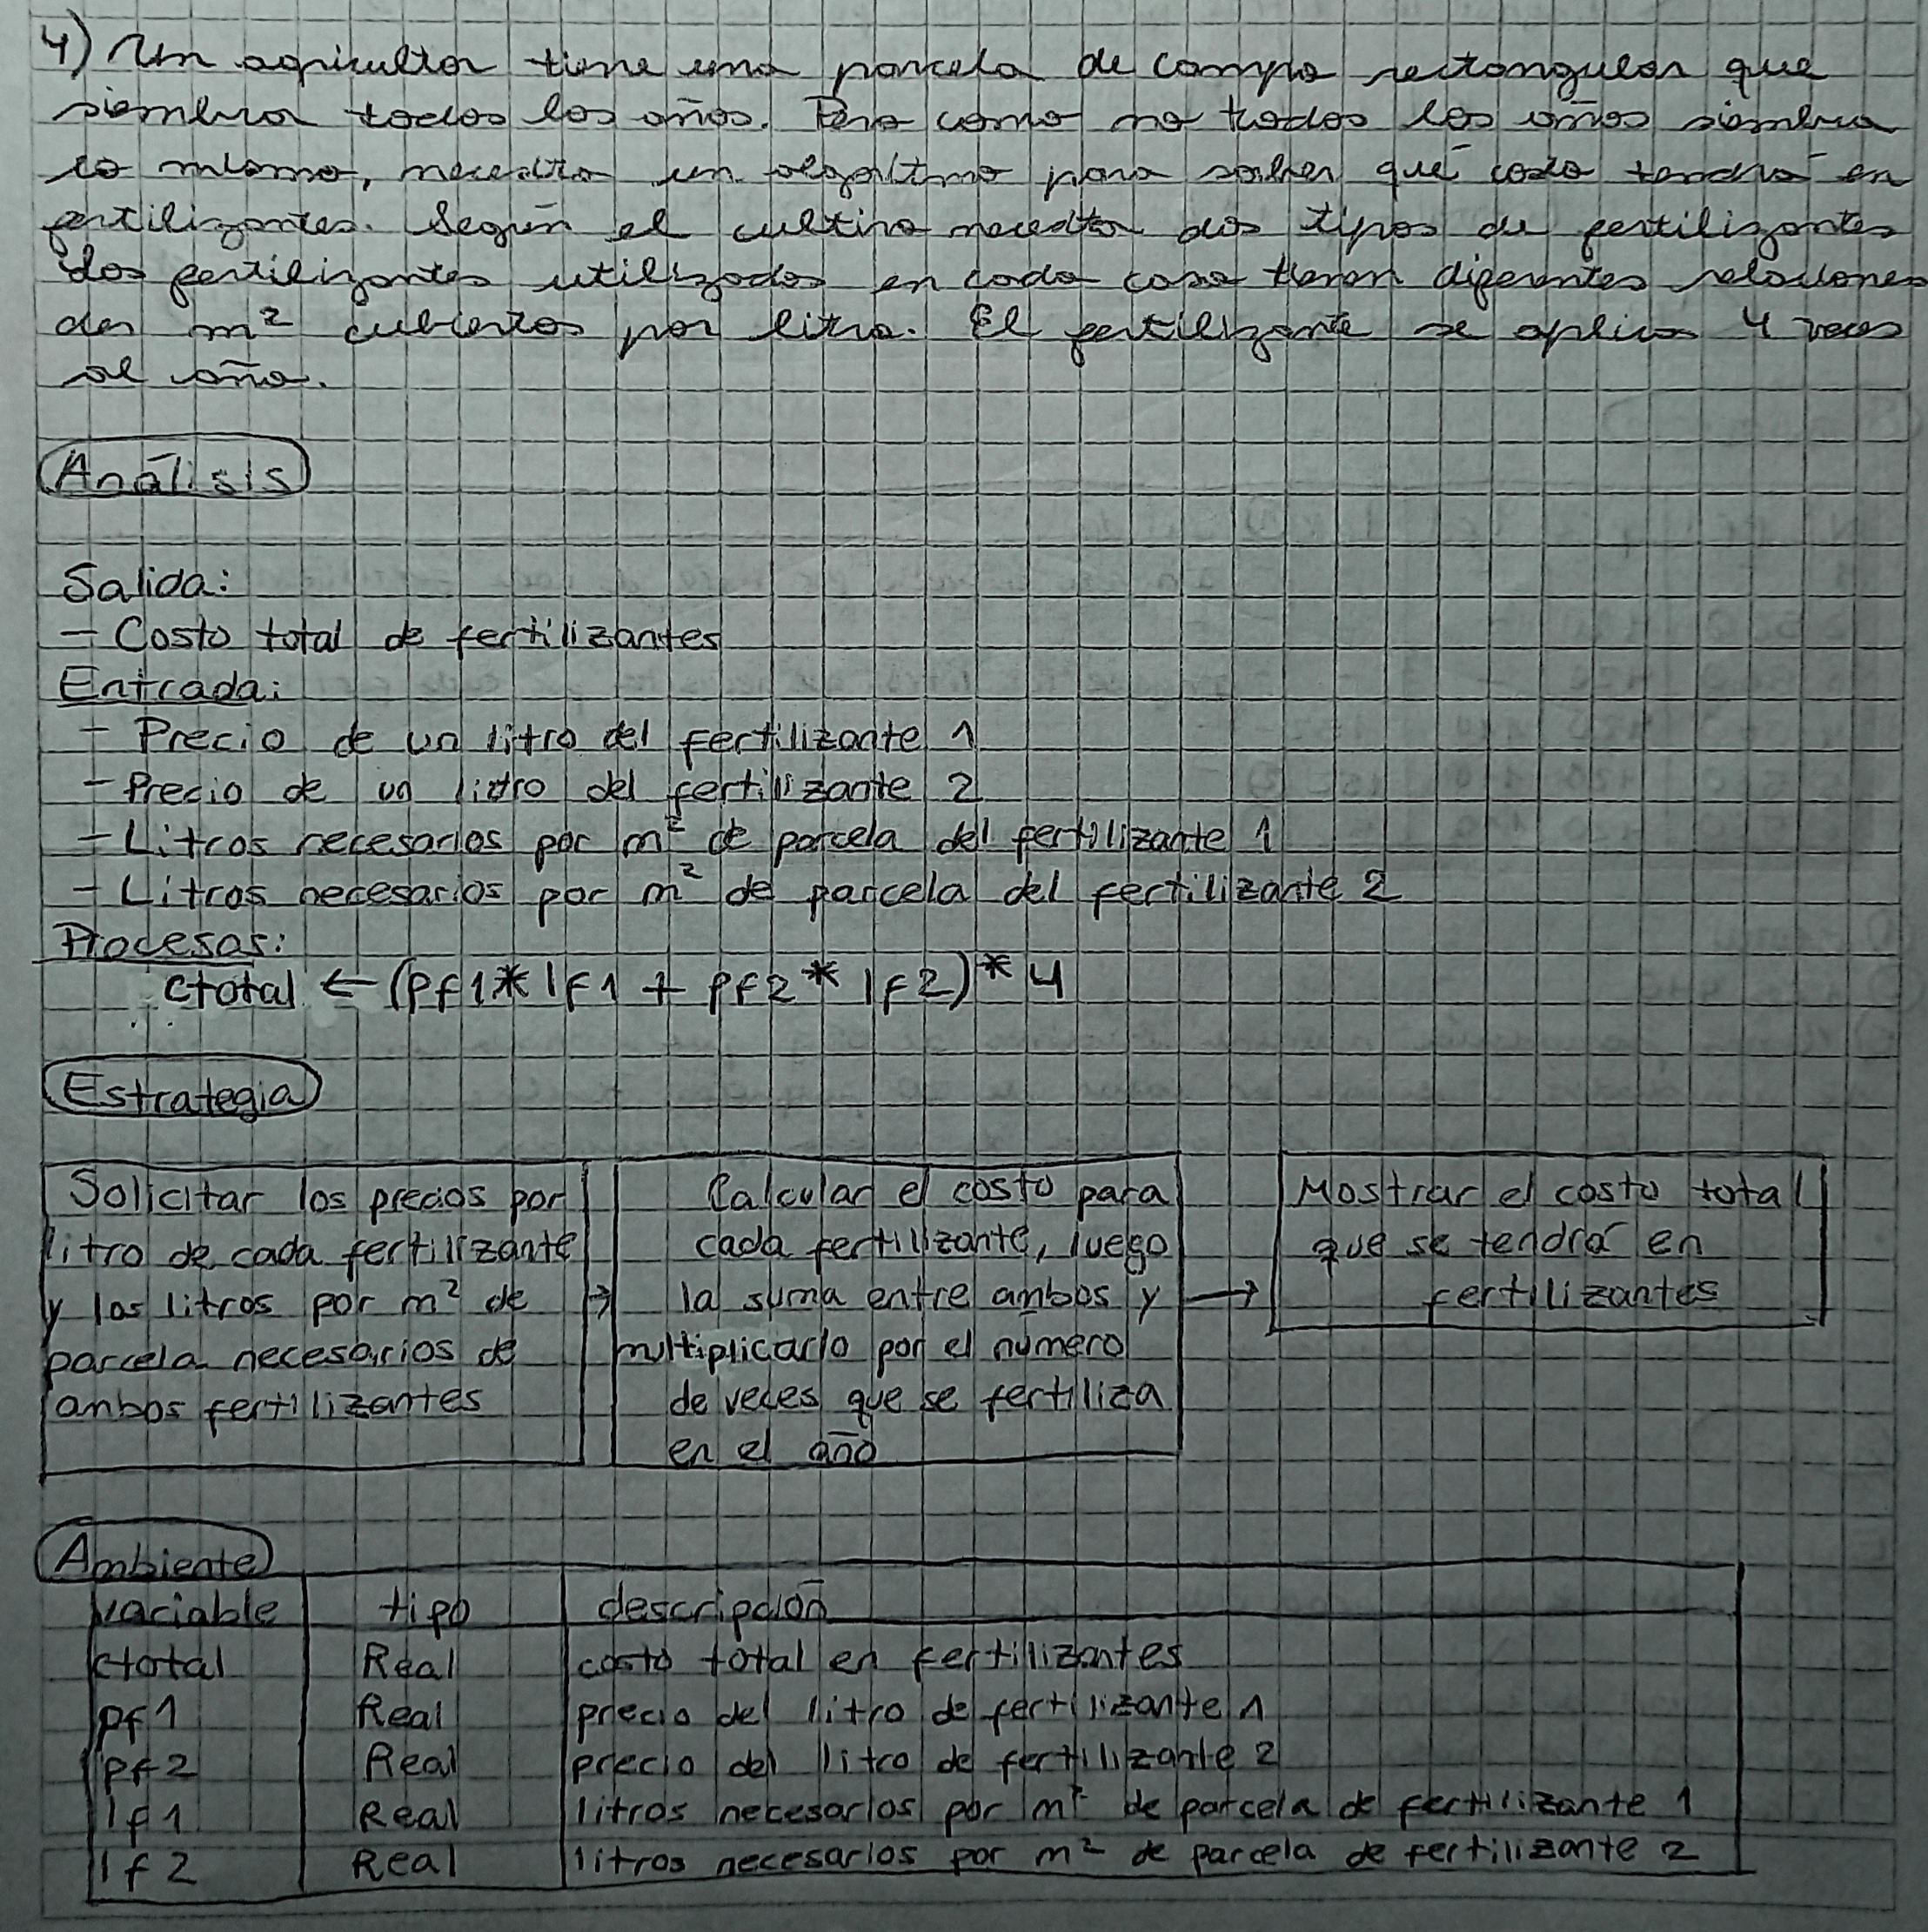 4) Un agricultor tiene una parcela de campo rectangular que
siembra todos los años. Pero como no todos los años siembra
lo mismo, necesita un algoritmo para saber qué costo tendrá en
fertilizantes. Según el cultivo necesita dos tipos de fertilizantes
Los fertilizantes utilizados en cada caso tienen diferentes relaciones
de m² cubiertos por litro. El fertilizante se aplica 4 veces
al año.
Análisis
Salida:
- Costo total de fertilizantes
Entrada:
- Precio de un litro del fertilizante 1
- Precio de un litro del fertilizante 2
- Litros necesarios por m² de parcela del fertilizante 1
- Litros necesarios por m² de parcela del fertilizante 2
Procesos:
ctotal ← (pf1 * lf1 + pf2 * lf2) * 4
Estrategia
Solicitar los precios por
litro de cada fertilizante
y los litros por m² de
parcela necesarios de
ambos fertilizantes
→
Calcular el costo para
cada fertilizante, luego
la suma entre ambos y
multiplicarlo por el número
de veces que se fertiliza
en el año
→
Mostrar el costo total
que se tendrá en
fertilizantes
Ambiente
variable tipo descripción
ctotal Real costo total en fertilizantes
pf1 Real precio del litro de fertilizante 1
pf2 Real precio del litro de fertilizante 2
lf1 Real litros necesarios por m² de parcela de fertilizante 1
lf2 Real litros necesarios por m² de parcela de fertilizante 2